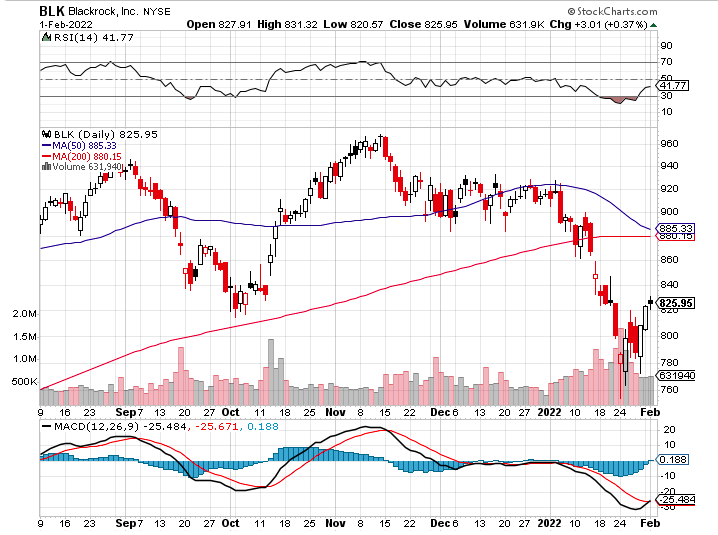 BLK Blackrock, Inc. NYSE © StockCharts.com
1-Feb-2022 Open 827.91 High 831.32 Low 820.57 Close 825.95 Volume 631.9K Chg +3.01 (+0.37%)
RSI(14) 41.77
90
70
50
41.77
30
10
BLK (Daily) 825.95
MA(50) 885.33
MA(200) 880.15
Volume 631,940
960
940
920
900
885.33
880.15
860
840
825.95
820
800
780
631940
760
2.0M
1.5M
1.0M
500K
9 16 23 Sep 13 20 27 Oct 11 18 25 Nov 8 15 22 Dec 6 13 20 27 2022 10 18 24 Feb
MACD(12,26,9) -25.484, -25.671, 0.188
20
10
0.188
-10
-25.484
-30
9 16 23 Sep 13 20 27 Oct 11 18 25 Nov 8 15 22 Dec 6 13 20 27 2022 10 18 24 Feb